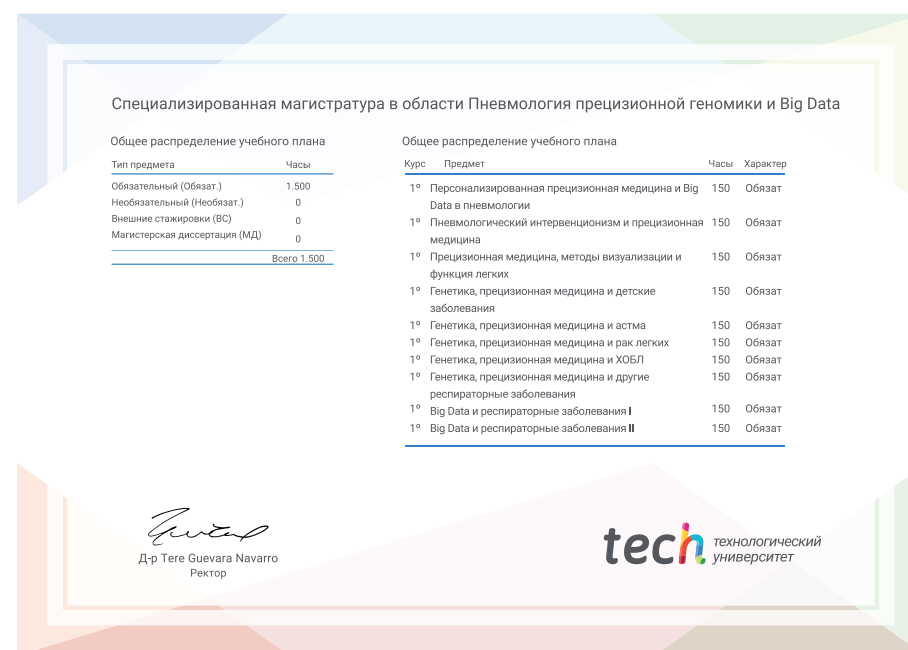 Специализированная магистратура в области Пневмология прецизионной геномики и Big Data
Общее распределение учебного плана
Тип предмета Часы
Обязательный (Обязат.) 1.500
Необязательный (Необязат.) 0
Внешние стажировки (ВС) 0
Магистерская диссертация (МД) 0
Всего 1.500
Общее распределение учебного плана
Курс Предмет Часы Характер
1º Персонализированная прецизионная медицина и Big 150 Обязат
Data в пневмологии
1º Пневмологический интервенционизм и прецизионная 150 Обязат
медицина
1º Прецизионная медицина, методы визуализации и 150 Обязат
функция легких
1º Генетика, прецизионная медицина и детские 150 Обязат
заболевания
1º Генетика, прецизионная медицина и астма 150 Обязат
1º Генетика, прецизионная медицина и рак легких 150 Обязат
1º Генетика, прецизионная медицина и ХОБЛ 150 Обязат
1º Генетика, прецизионная медицина и другие 150 Обязат
респираторные заболевания
1º Big Data и респираторные заболевания I 150 Обязат
1º Big Data и респираторные заболевания II 150 Обязат
Д-р Tere Guevara Navarro
Ректор
tech технологический
университет